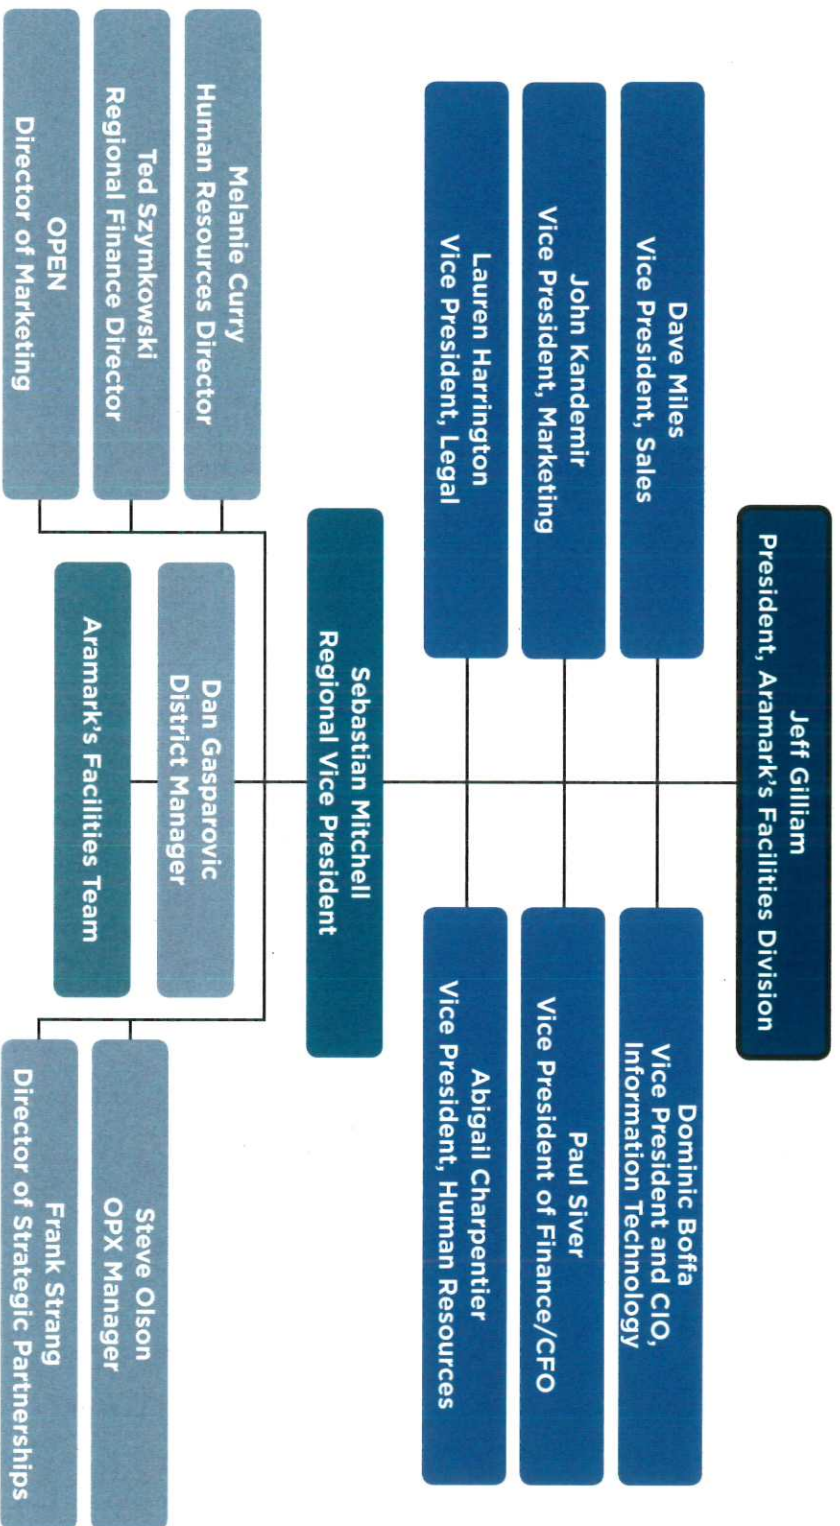 Jeff Gilliam
President, Aramark's Facilities Division
Dave Miles
Vice President, Sales
Dominic Boffa
Vice President and CIO,
Information Technology
John Kandemir
Vice President, Marketing
Paul Siver
Vice President of Finance/CFO
Lauren Harrington
Vice President, Legal
Abigail Charpentier
Vice President, Human Resources
Sebastian Mitchell
Regional Vice President
Melanie Curry
Human Resources Director
Ted Szymkowski
Regional Finance Director
OPEN
Director of Marketing
Dan Gasparovic
District Manager
Aramark's Facilities Team
Steve Olson
OPX Manager
Frank Strang
Director of Strategic Partnerships